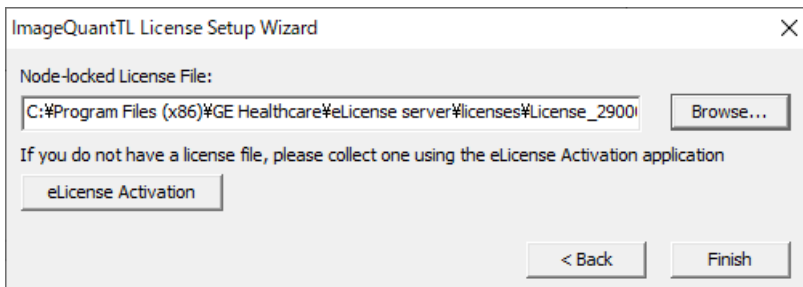 ImageQuantTL License Setup Wizard
Node-locked License File:
C:¥Program Files (x86)¥GE Healthcare¥eLicense server¥licenses¥License_2900
Browse...
If you do not have a license file, please collect one using the eLicense Activation application
eLicense Activation
< Back
Finish